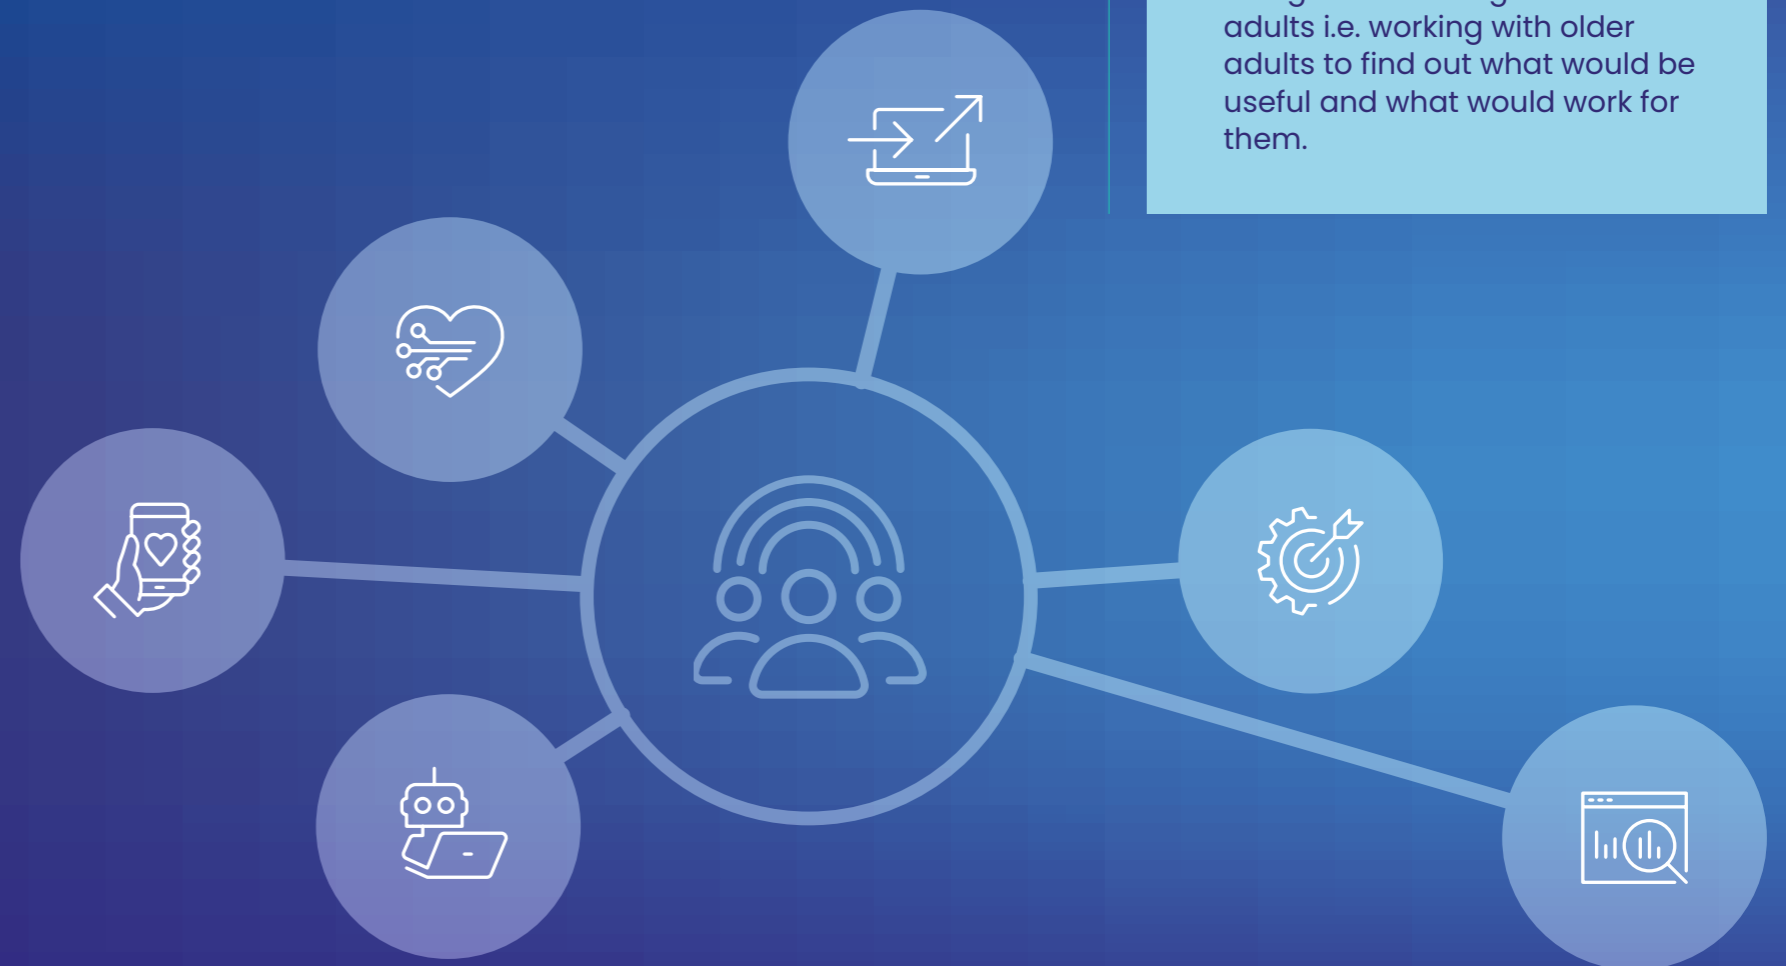 adults i.e. working with older
adults to find out what would be
useful and what would work for
them.